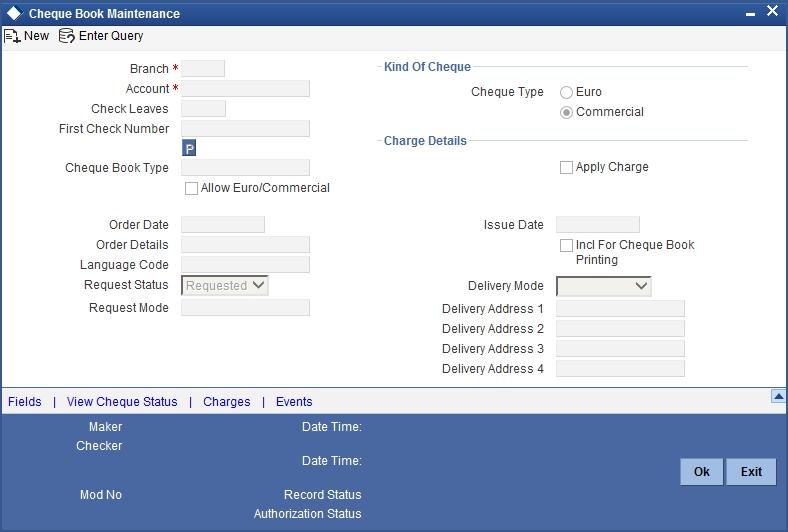 Cheque Book Maintenance
New Enter Query
Branch *
Account *
Check Leaves
First Check Number
P
Cheque Book Type
Allow Euro/Commercial
Kind Of Cheque
Cheque Type Euro
Commercial
Charge Details
Apply Charge
Order Date
Order Details
Language Code
Request Status Requested
Request Mode
Issue Date
Incl For Cheque Book
Printing
Delivery Mode
Delivery Address 1
Delivery Address 2
Delivery Address 3
Delivery Address 4
Fields | View Cheque Status | Charges | Events
Maker Date Time:
Checker
Date Time:
Mod No Record Status
Authorization Status
Ok Exit